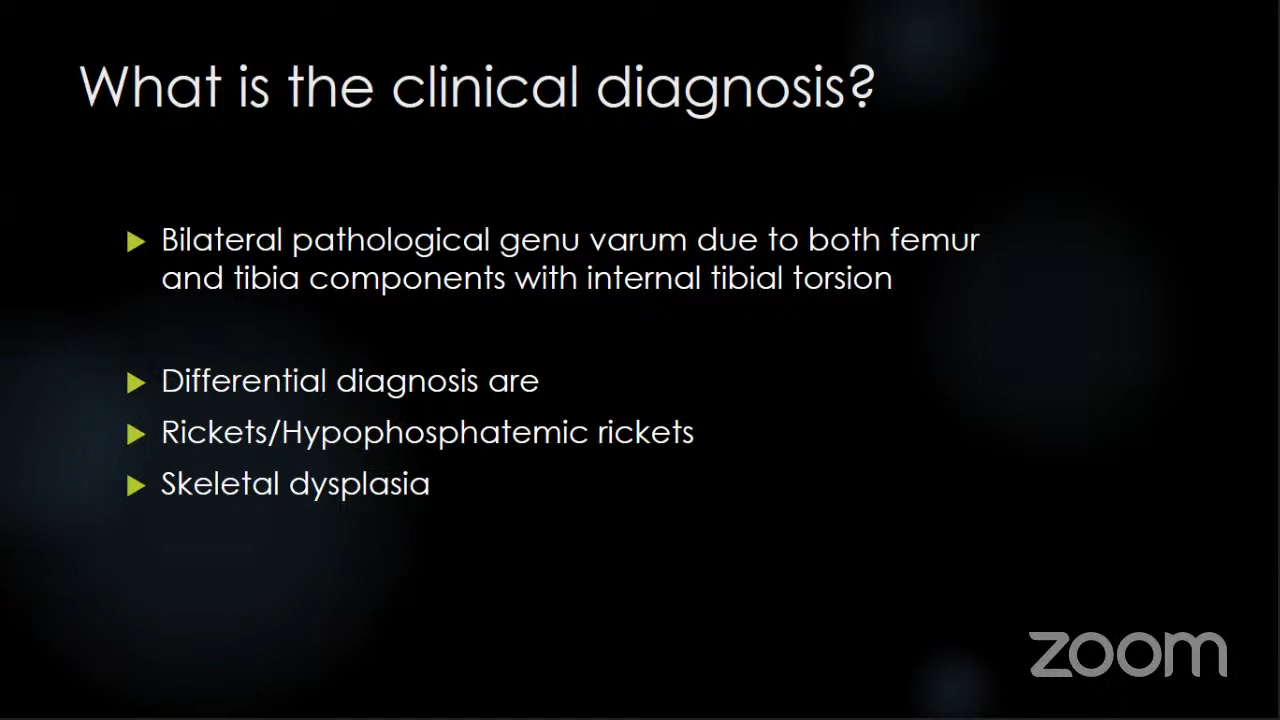 What is the clinical diagnosis?
Bilateral pathological genu varum due to both femur
and tibia components with internal tibial torsion
Differential diagnosis are
Rickets/Hypophosphatemic rickets
Skeletal dysplasia
zoom